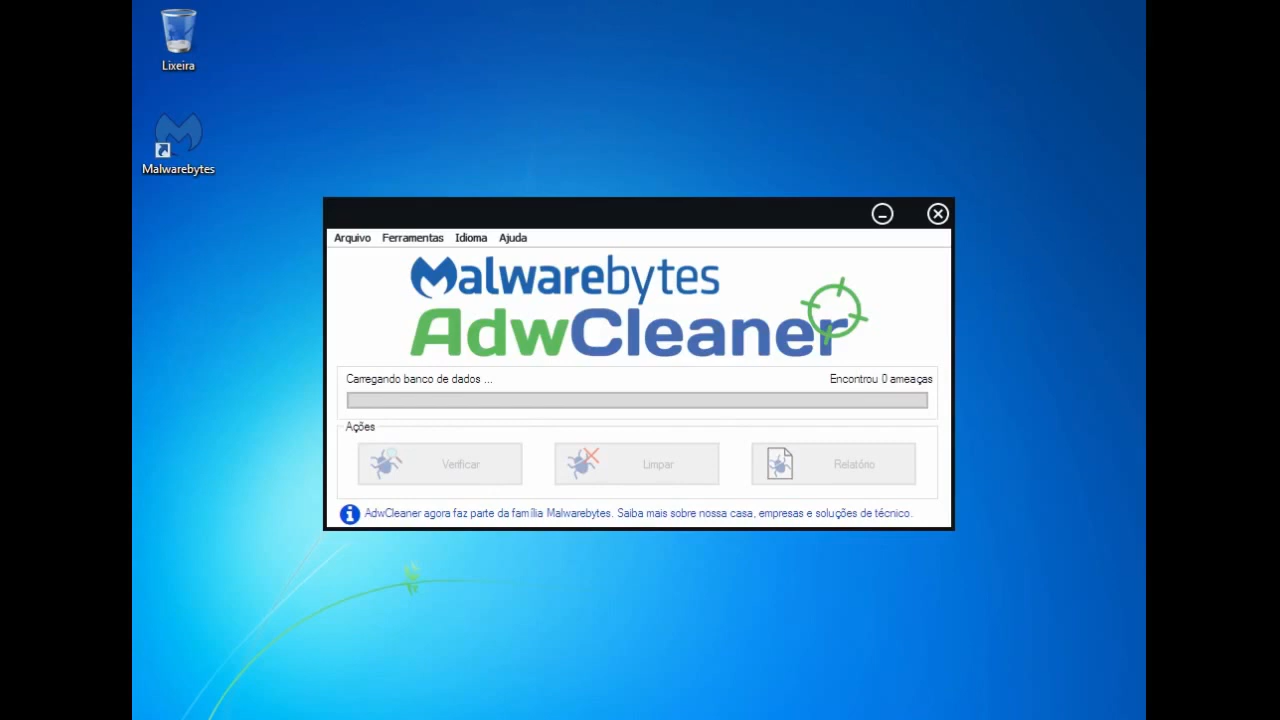 Lixeira
Malwarebytes
Arquivo Ferramentas Idioma Ajuda
Malwarebytes
AdwCleaner
Carregando banco de dados ... Encontrou 0 ameaças
Ações
Verificar Limpar Relatório
AdwCleaner agora faz parte da família Malwarebytes. Saiba mais sobre nossa casa, empresas e soluções de técnico.